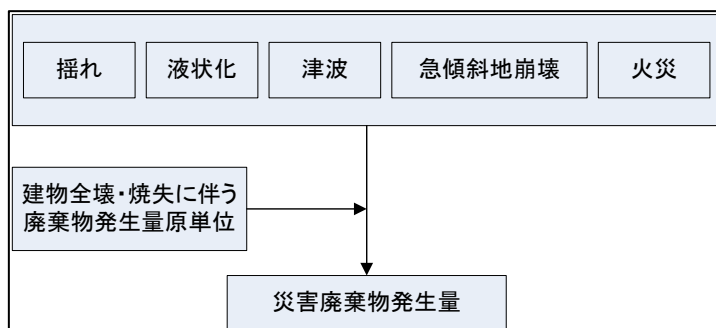 揺れ
液状化
津波
急傾斜地崩壊
火災
建物全壊・焼失に伴う
廃棄物発生量原単位
災害廃棄物発生量